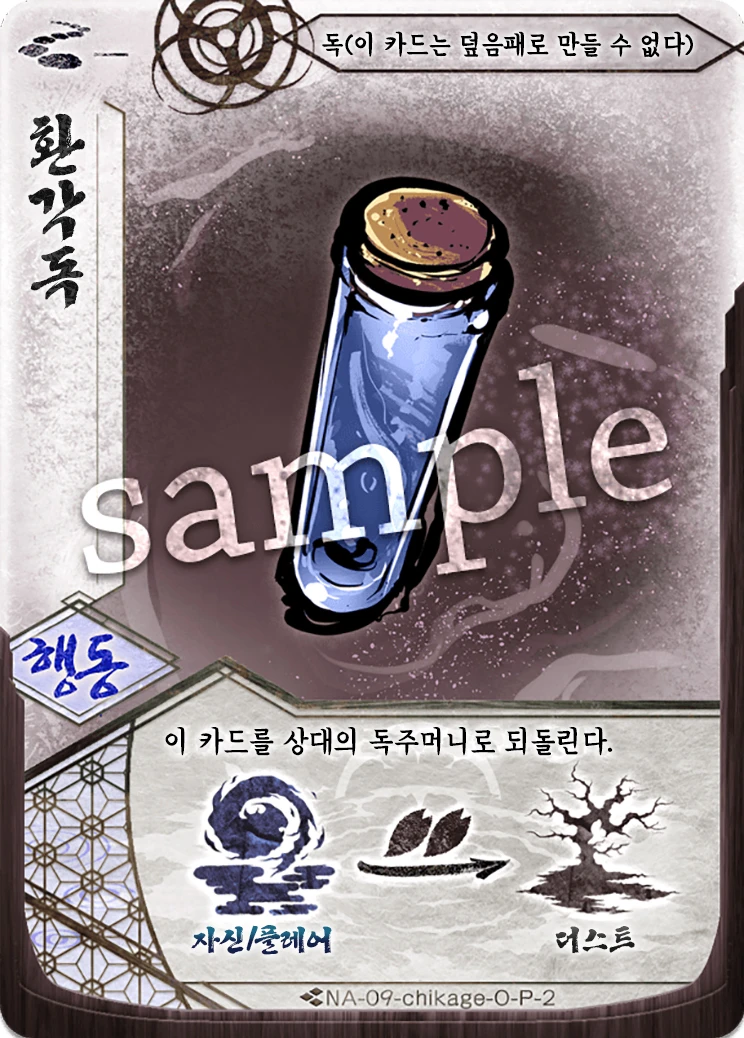 독(이 카드는 덮음패로 만들 수 없다)
환각독
sample
행동
이 카드를 상대의 독주머니로 되돌린다.
자신/플레어
더스트
NA-09-chikage-O-P-2